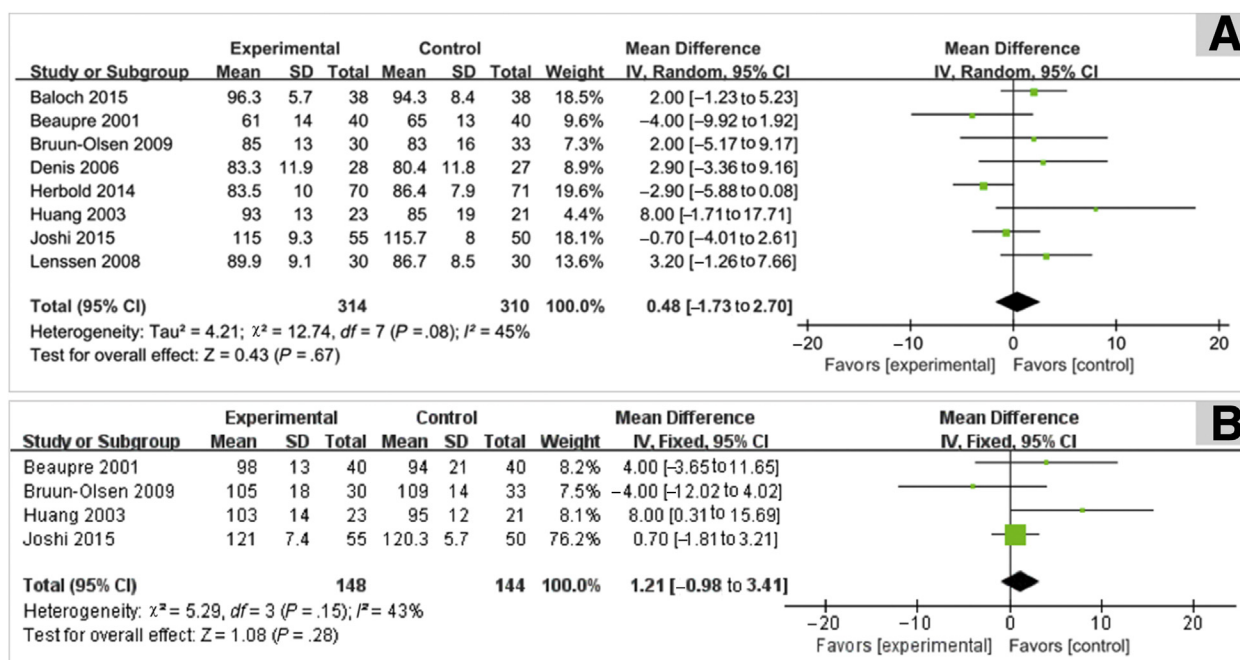 A
Experimental Control Mean Difference Mean Difference
Study or Subgroup Mean SD Total Mean SD Total Weight IV, Random, 95% CI IV, Random, 95% CI
Baloch 2015 96.3 5.7 38 94.3 8.4 38 18.5% 2.00 [−1.23 to 5.23]
Beaupre 2001 61 14 40 65 13 40 9.6% −4.00 [−9.92 to 1.92]
Bruun-Olsen 2009 85 13 30 83 16 33 7.3% 2.00 [−5.17 to 9.17]
Denis 2006 83.3 11.9 28 80.4 11.8 27 8.9% 2.90 [−3.36 to 9.16]
Herbold 2014 83.5 10 70 86.4 7.9 71 19.6% −2.90 [−5.88 to 0.08]
Huang 2003 93 13 23 85 19 21 4.4% 8.00 [−1.71 to 17.71]
Joshi 2015 115 9.3 55 115.7 8 50 18.1% −0.70 [−4.01 to 2.61]
Lenssen 2008 89.9 9.1 30 86.7 8.5 30 13.6% 3.20 [−1.26 to 7.66]
Total (95% CI) 314 310 100.0% 0.48 [−1.73 to 2.70]
Heterogeneity: Tau² = 4.21; χ² = 12.74, df = 7 (P = .08); I² = 45%
Test for overall effect: Z = 0.43 (P = .67)
−20 −10 0 10 20
Favors [experimental] Favors [control]
B
Experimental Control Mean Difference Mean Difference
Study or Subgroup Mean SD Total Mean SD Total Weight IV, Fixed, 95% CI IV, Fixed, 95% CI
Beaupre 2001 98 13 40 94 21 40 8.2% 4.00 [−3.65 to 11.65]
Bruun-Olsen 2009 105 18 30 109 14 33 7.5% −4.00 [−12.02 to 4.02]
Huang 2003 103 14 23 95 12 21 8.1% 8.00 [0.31 to 15.69]
Joshi 2015 121 7.4 55 120.3 5.7 50 76.2% 0.70 [−1.81 to 3.21]
Total (95% CI) 148 144 100.0% 1.21 [−0.98 to 3.41]
Heterogeneity: χ² = 5.29, df = 3 (P = .15); I² = 43%
Test for overall effect: Z = 1.08 (P = .28)
−20 −10 0 10 20
Favors [experimental] Favors [control]